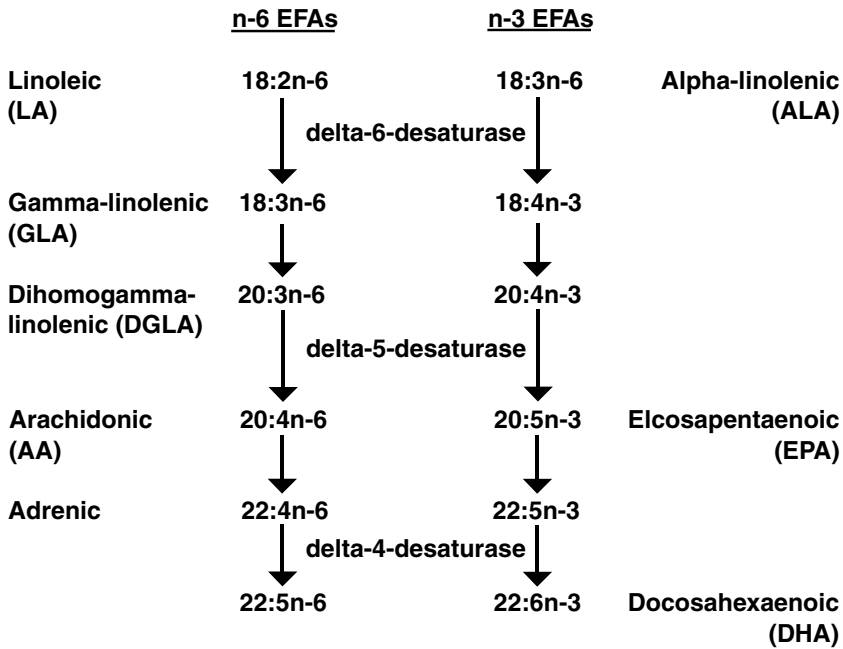 n-6 EFAs n-3 EFAs
Linoleic 18:2n-6 18:3n-6 Alpha-linolenic
(LA) (ALA)
delta-6-desaturase
Gamma-linolenic 18:3n-6 18:4n-3
(GLA)
Dihomogamma- 20:3n-6 20:4n-3
linolenic (DGLA)
delta-5-desaturase
Arachidonic 20:4n-6 20:5n-3 Elcosapentaenoic
(AA) (EPA)
Adrenic 22:4n-6 22:5n-3
delta-4-desaturase
22:5n-6 22:6n-3 Docosahexaenoic
(DHA)